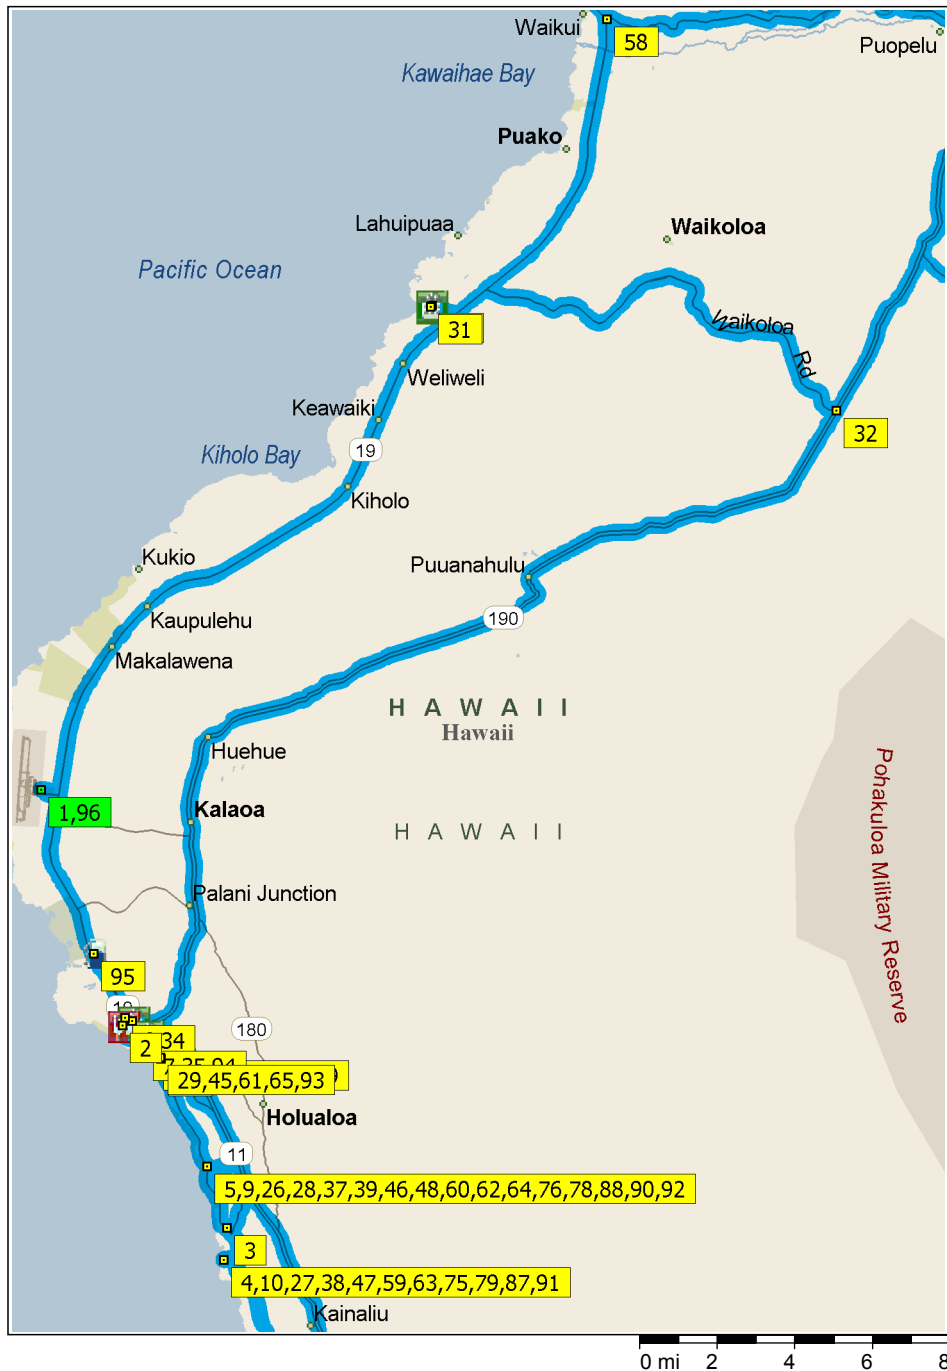 Waikui
58
Puopelu
Kawaihae Bay
Puako
Lahuipuaa
Waikoloa
Pacific Ocean
31
Waikoloa Rd
Weliweli
Keawaiki
32
19
Kiholo Bay
Kiholo
Kukio
Puuanahulu
Kaupulehu
190
Makalawena
HAWAII
Hawaii
Huehue
Pohakuloa Military Reserve
1,96
Kalaoa
HAWAII
Palani Junction
95
180
2
34
29,45,61,65,93
Holualoa
11
5,9,26,28,37,39,46,48,60,62,64,76,78,88,90,92
3
4,10,27,38,47,59,63,75,79,87,91
Kainaliu
0 mi 2 4 6 8